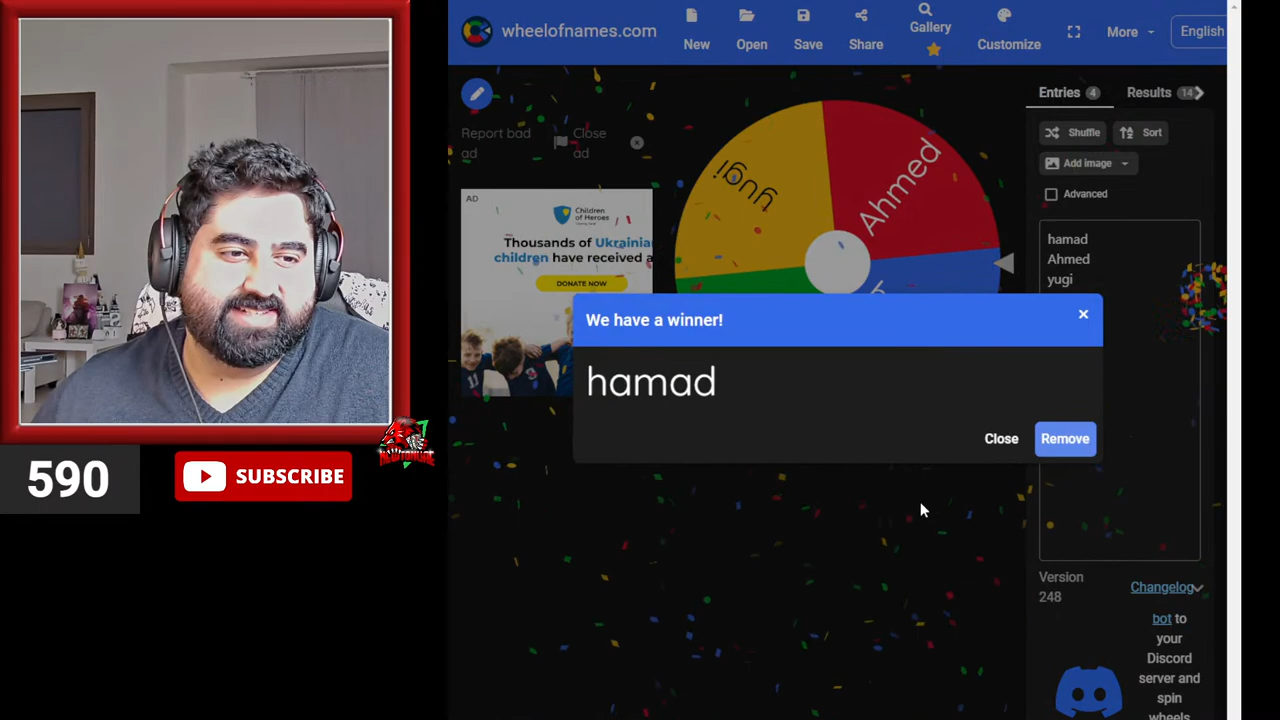 wheelofnames.com
New
Open
Save
Share
Gallery
Customize
More
English
Report bad
ad
Close
ad
AD
Children
of Heroes
Thousands of Ukrainia
children have received a
DONATE NOW
yugi
Ahmed
Entries 4
Results 14
Shuffle
Sort
Add image
Advanced
hamad
Ahmed
yugi
We have a winner!
hamad
Close
Remove
590
SUBSCRIBE
Version
248
Changelog
bot to
your
Discord
server and
spin
wheels